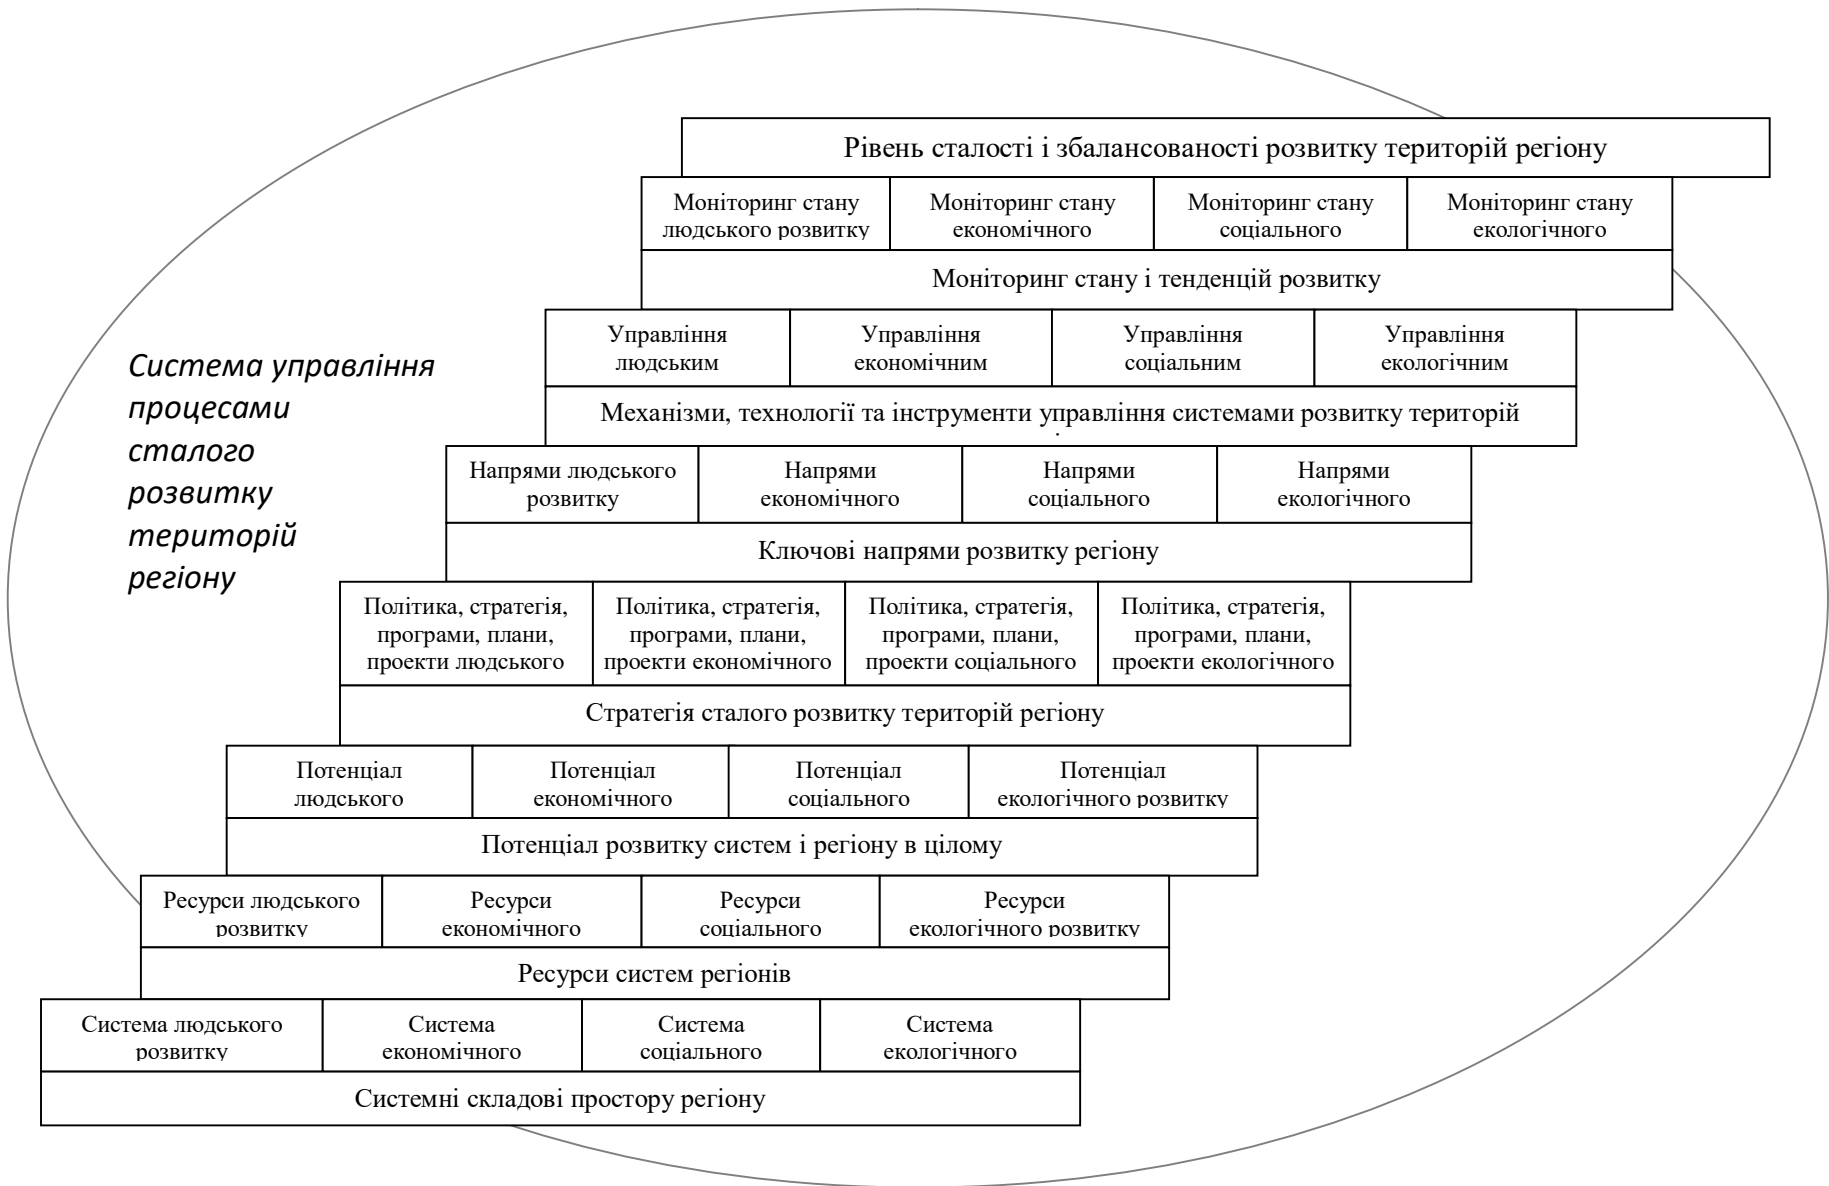 Рівень сталості і збалансованості розвитку територій регіону
Моніторинг стану
людського розвитку
Моніторинг стану
економічного
Моніторинг стану
соціального
Моніторинг стану
екологічного
Моніторинг стану і тенденцій розвитку
Управління
людським
Управління
економічним
Управління
соціальним
Управління
екологічним
Система управління
процесами
сталого
розвитку
територій
регіону
Механізми, технології та інструменти управління системами розвитку територій
Напрями людського
розвитку
Напрями
економічного
Напрями
соціального
Напрями
екологічного
Ключові напрями розвитку регіону
Політика, стратегія,
програми, плани,
проекти людського
Політика, стратегія,
програми, плани,
проекти економічного
Політика, стратегія,
програми, плани,
проекти соціального
Політика, стратегія,
програми, плани,
проекти екологічного
Стратегія сталого розвитку територій регіону
Потенціал
людського
Потенціал
економічного
Потенціал
соціального
Потенціал
екологічного розвитку
Потенціал розвитку систем і регіону в цілому
Ресурси людського
розвитку
Ресурси
економічного
Ресурси
соціального
Ресурси
екологічного розвитку
Ресурси систем регіонів
Система людського
розвитку
Система
економічного
Система
соціального
Система
екологічного
Системні складові простору регіону